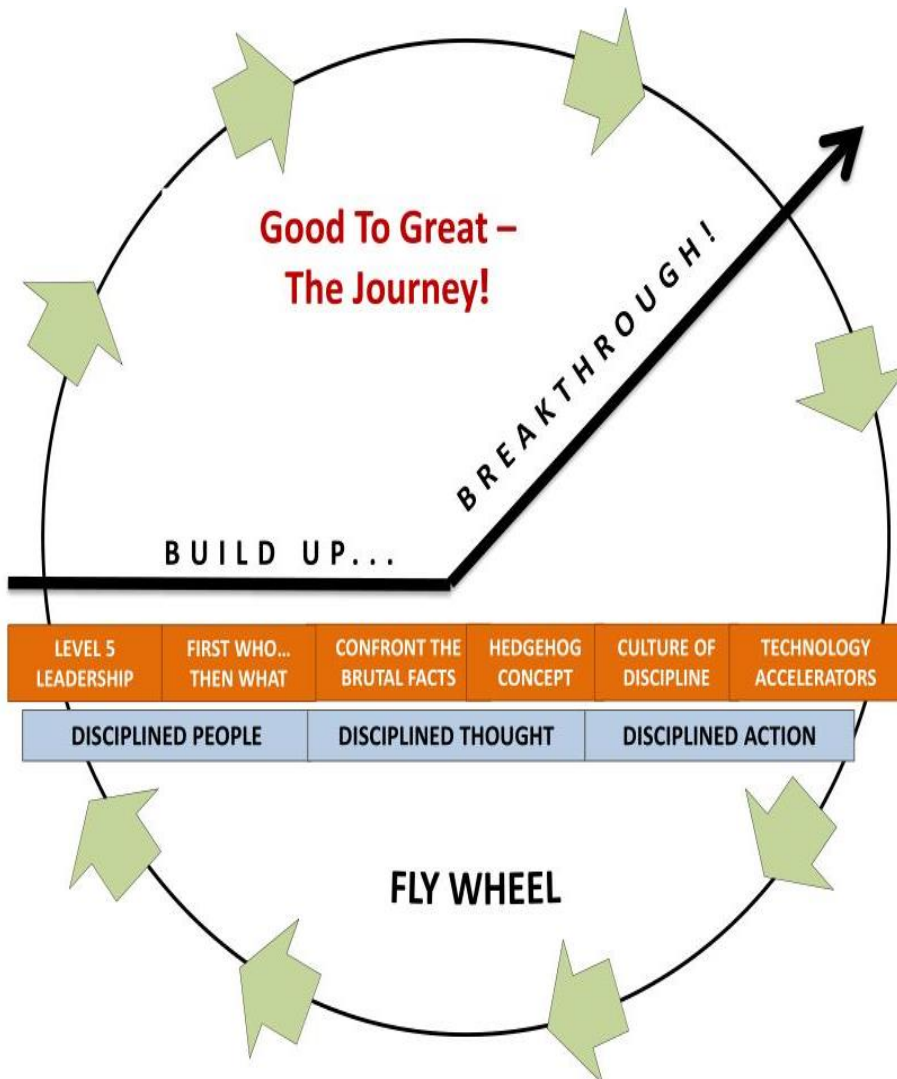 Good To Great –
The Journey!
BREAKTHROUGH!
BUILD UP...
LEVEL 5
LEADERSHIP
FIRST WHO...
THEN WHAT
CONFRONT THE
BRUTAL FACTS
HEDGEHOG
CONCEPT
CULTURE OF
DISCIPLINE
TECHNOLOGY
ACCELERATORS
DISCIPLINED PEOPLE
DISCIPLINED THOUGHT
DISCIPLINED ACTION
FLY WHEEL